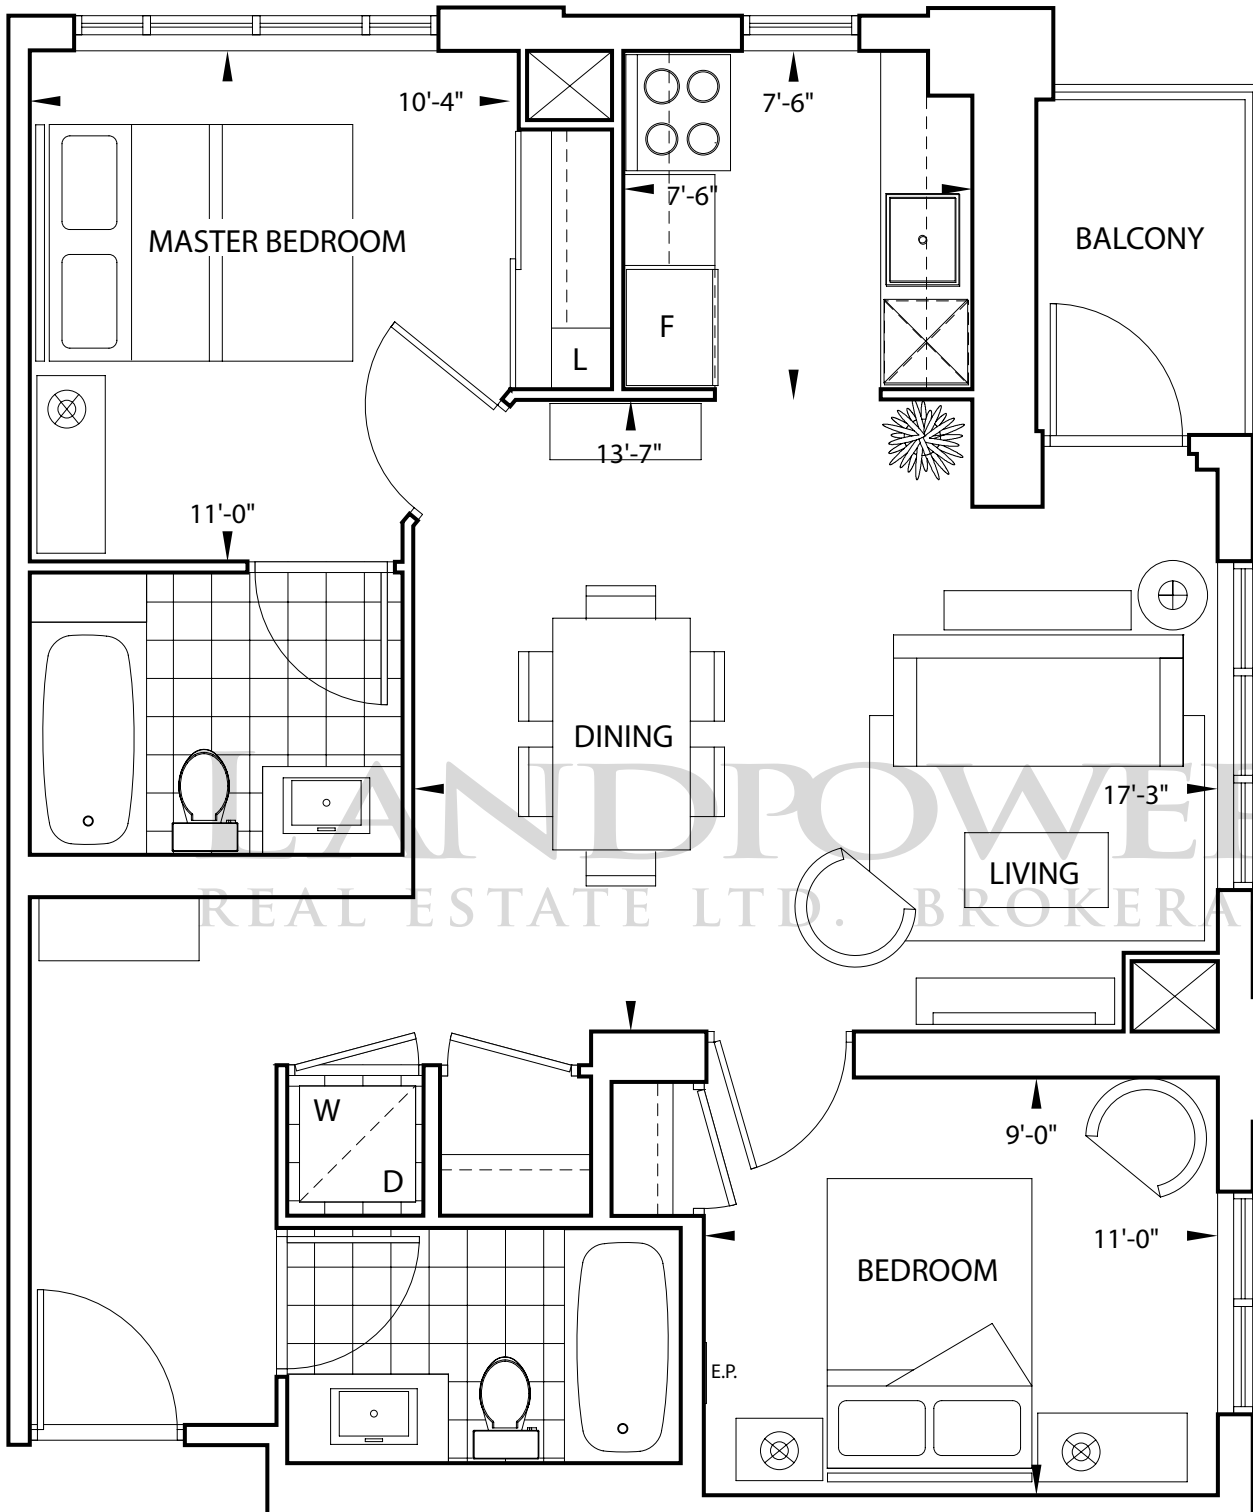 10'-4"
7'-6"
7'-6"
MASTER BEDROOM
BALCONY
F
L
13'-7"
11'-0"
DINING
LANDPOWER
17'-3"
LIVING
REAL ESTATE LTD. BROKERA
W
9'-0"
D
11'-0"
BEDROOM
E.P.